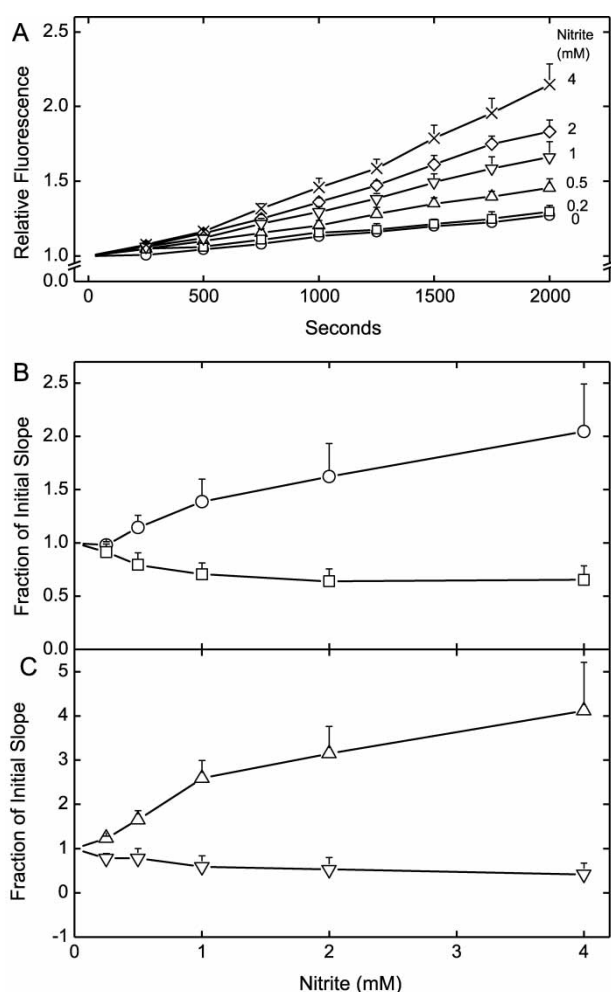 A
2.5
Nitrite
(mM)
4
2.0
2
1
1.5
0.5
0.2
1.0
0
0.0
Relative Fluorescence
0 500 1000 1500 2000
Seconds
B
2.5
2.0
1.5
1.0
0.5
0.0
Fraction of Initial Slope
C
5
4
3
2
1
0
-1
Fraction of Initial Slope
0 1 2 3 4
Nitrite (mM)